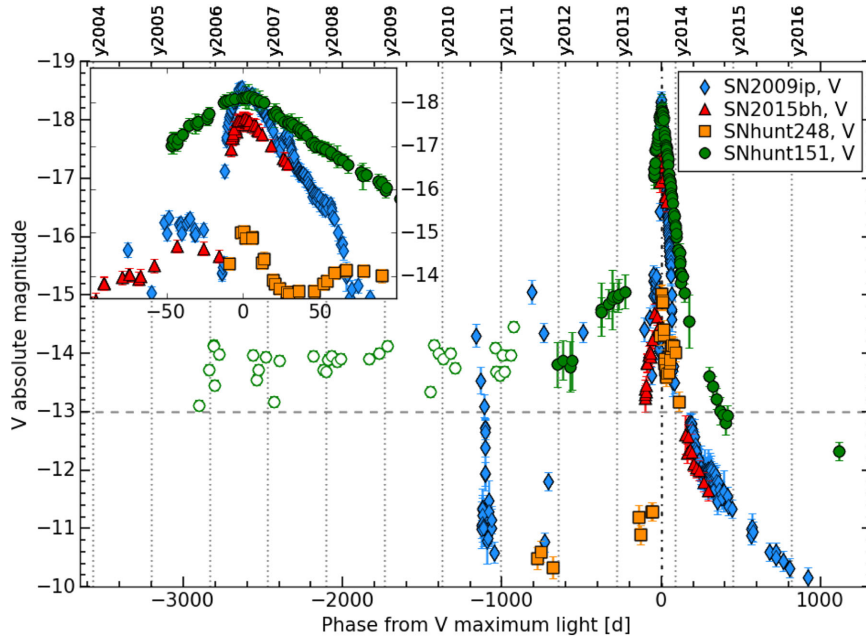 y2004 y2005 y2006 y2007 y2008 y2009 y2010 y2011 y2012 y2013 y2014 y2015 y2016
−19
−18
−17
−16
−15
−14
−13
−12
−11
−10
V absolute magnitude
−18
−17
−16
−15
−14
−50 0 50
SN2009ip, V
SN2015bh, V
SNhunt248, V
SNhunt151, V
−3000 −2000 −1000 0 1000
Phase from V maximum light [d]